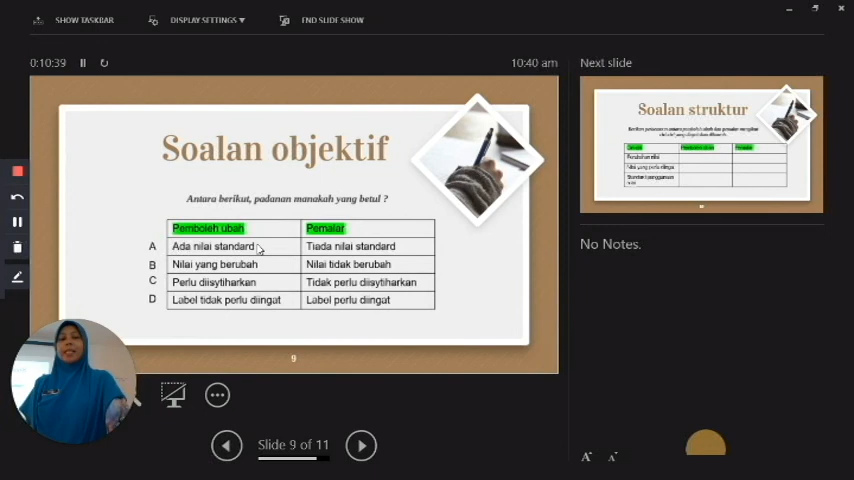 SHOW TASKBAR
DISPLAY SETTINGS ▼
END SLIDE SHOW
0:10:39
10:40 am
Next slide
Soalan objektif
Antara berikut, padanan manakah yang betul ?
Pemboleh ubah Pemalar
A Ada nilai standard Tiada nilai standard
B Nilai yang berubah Nilai tidak berubah
C Perlu diisytiharkan Tidak perlu diisytiharkan
D Label tidak perlu diingat Label perlu diingat
9
Soalan struktur
No Notes.
Slide 9 of 11
A A